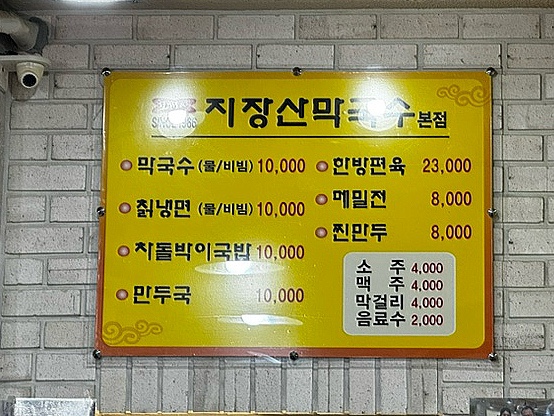 SINCE 1966
지장산막국수 본점
막국수 (물/비빔) 10,000
칡냉면 (물/비빔) 10,000
차돌박이국밥 10,000
만두국 10,000
한방편육 23,000
메밀전 8,000
찐만두 8,000
소 주 4,000
맥 주 4,000
막걸리 4,000
음료수 2,000